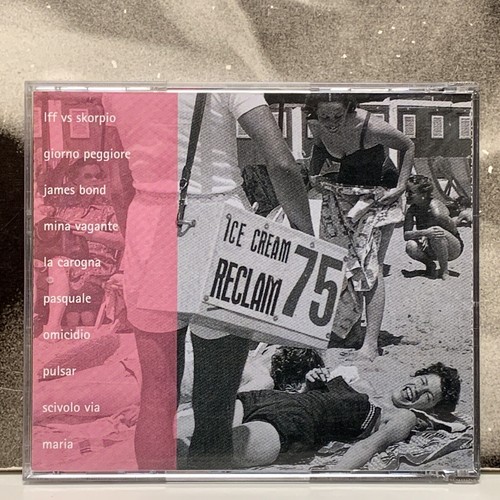 lff vs skorpio
giorno peggiore
james bond
mina vagante
la carogna
pasquale
omicidio
pulsar
scivolo via
maria
ICE CREAM
RECLAM 75